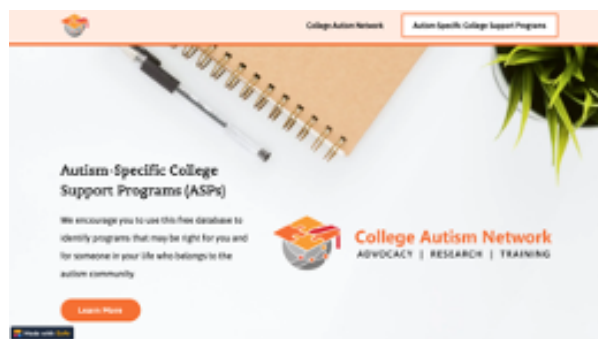 College Autism Network
Autism-Specific College Support Programs
Autism-Specific College
Support Programs (ASPs)
We encourage you to use this free database to
identify programs that may be right for you and
for someone in your life who belongs to the
autism community.
College Autism Network
ADVOCACY | RESEARCH | TRAINING
Learn More
Made with Softr